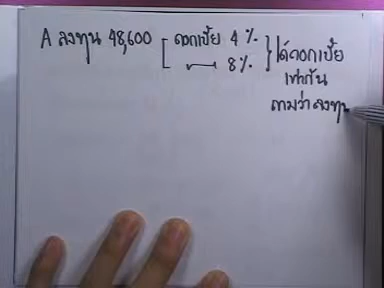 A ลงทุน 48,600 [ ดอกเบี้ย 4 % } ได้ดอกเบี้ย
8 % เท่ากัน
ถามว่า ลงทุน